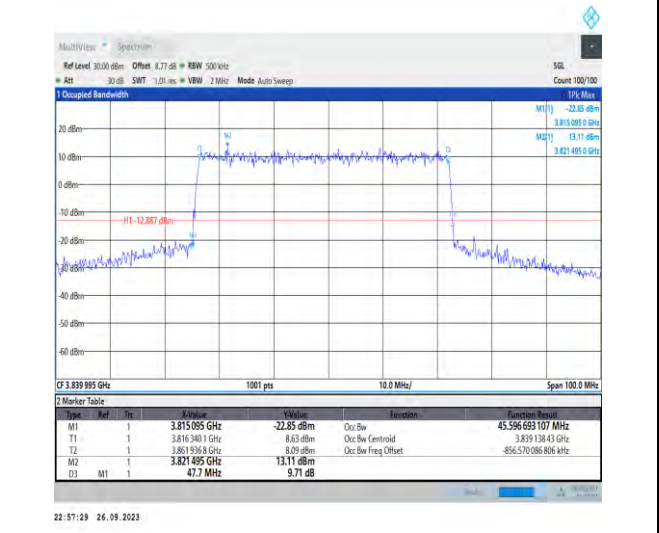 MultiView Spectrum
Ref Level 30.00 dBm Offset 8.77 dB RBW 500 kHz SGL
Att 30 dB SWT 1.01 ms VBW 2 MHz Mode Auto Sweep Count 100/100
1 Occupied Bandwidth 1Pk Max
M1[1] -22.85 dBm
3.815 095 0 GHz
M2[1] 13.11 dBm
3.821 495 0 GHz
20 dBm
M2
T1 T2
10 dBm
0 dBm
-10 dBm
H1 -12.887 dBm
-20 dBm
M1
-30 dBm
-40 dBm
-50 dBm
-60 dBm
CF 3.839 995 GHz 1001 pts 10.0 MHz/ Span 100.0 MHz
2 Marker Table
Type Ref Trc X-Value Y-Value Function Function Result
M1 1 3.815 095 GHz -22.85 dBm Occ Bw 45.596 693 107 MHz
T1 1 3.816 340 1 GHz 8.63 dBm Occ Bw Centroid 3.839 138 43 GHz
T2 1 3.861 936 8 GHz 8.09 dBm Occ Bw Freq Offset -856.570 086 806 kHz
M2 1 3.821 495 GHz 13.11 dBm
D3 M1 1 47.7 MHz 9.71 dB
22:57:29 26.09.2023